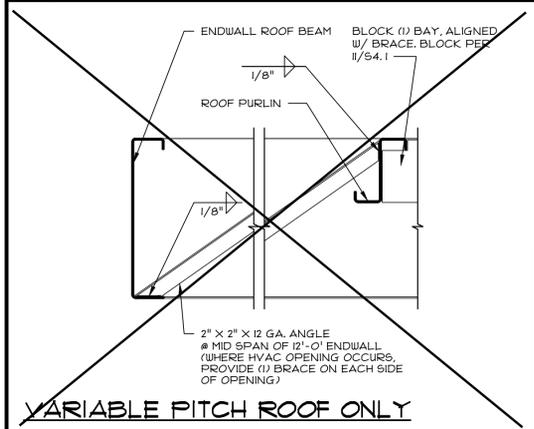 ENDWALL ROOF BEAM
BLOCK (1) BAY, ALIGNED
W/ BRACE. BLOCK PER
11/S4.1
1/8"
ROOF PURLIN
1/8"
2" X 2" X 12 GA. ANGLE
@ MID SPAN OF 12'-0' ENDWALL
(WHERE HVAC OPENING OCCURS,
PROVIDE (1) BRACE ON EACH SIDE
OF OPENING)
VARIABLE PITCH ROOF ONLY